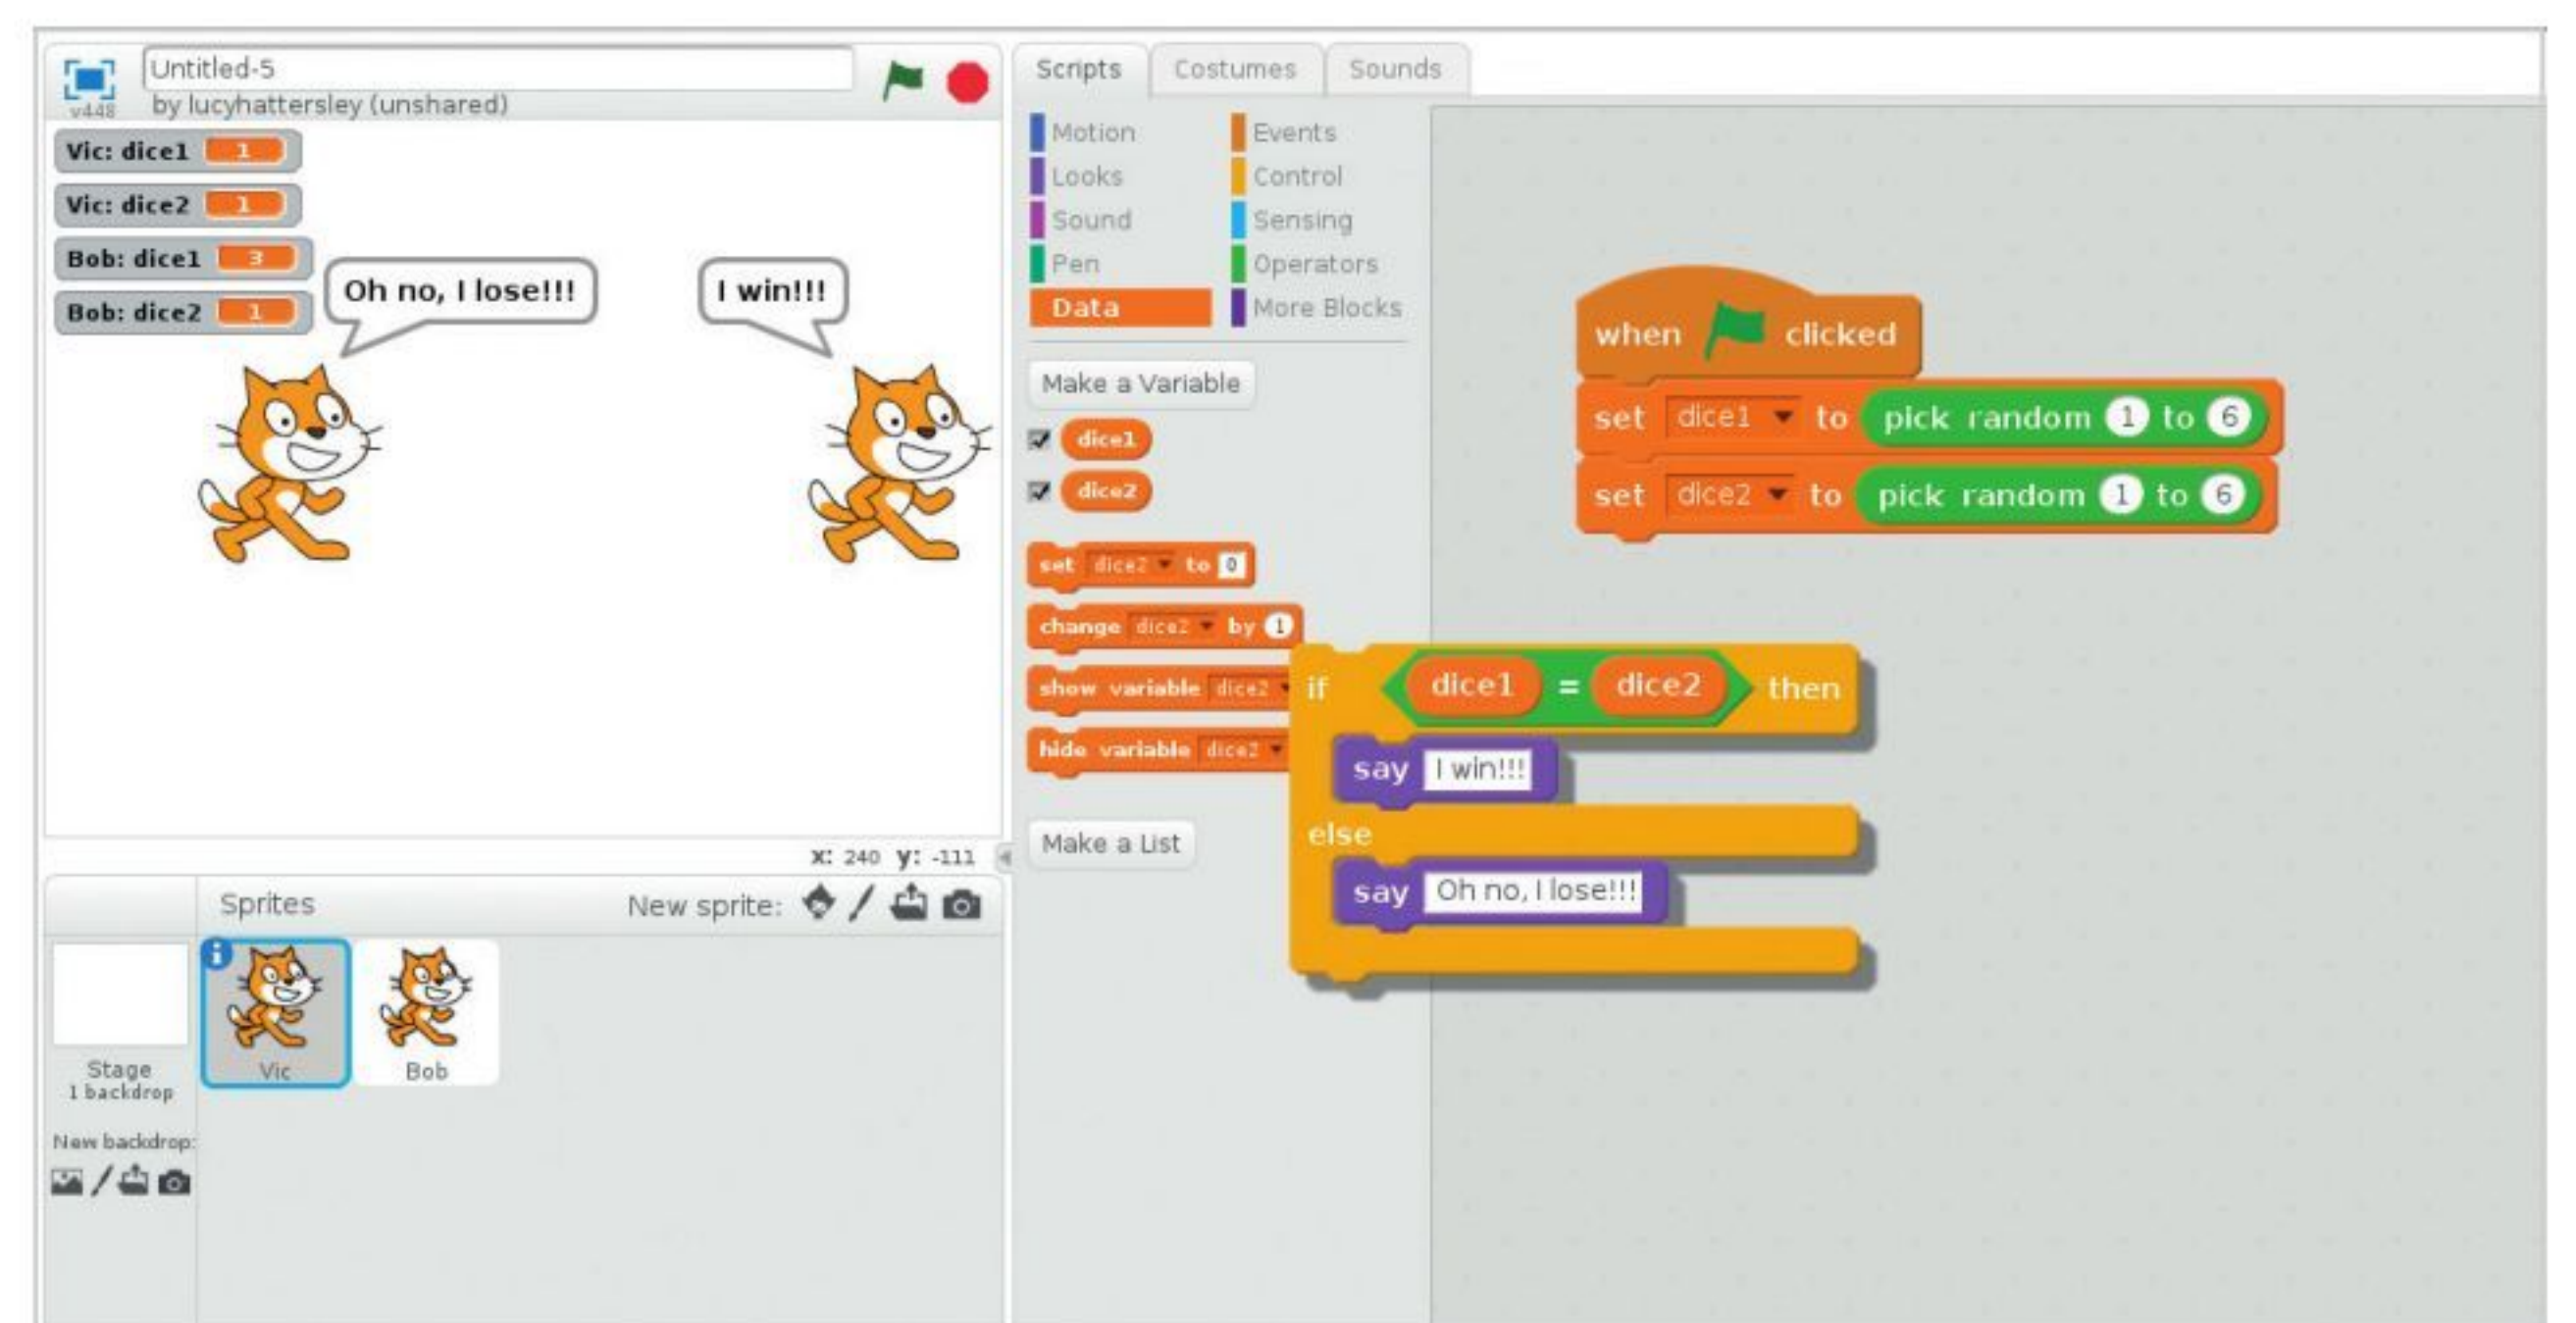 Untitled-5
v448
by lucyhattersley (unshared)
Vic: dice1 1
Vic: dice2 1
Bob: dice1 3
Bob: dice2 1
Oh no, I lose!!!
I win!!!
x: 240 y: -111
Sprites
New sprite:
Vic
Bob
Stage
1 backdrop
New backdrop:
Scripts
Costumes
Sounds
Motion
Looks
Sound
Pen
Data
Events
Control
Sensing
Operators
More Blocks
Make a Variable
dice1
dice2
set dice2 to 0
change dice2 by 1
show variable dice2
hide variable dice2
Make a List
when clicked
set dice1 to pick random 1 to 6
set dice2 to pick random 1 to 6
if dice1 = dice2 then
say I win!!!
else
say Oh no, I lose!!!